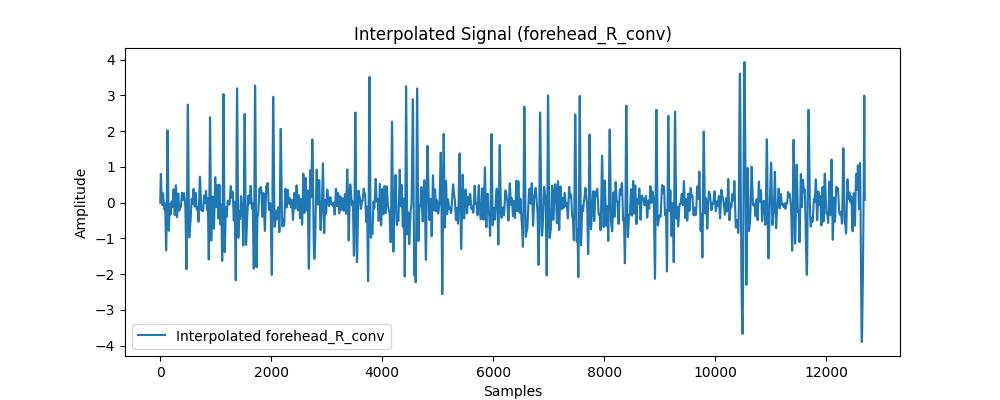 Interpolated Signal (forehead_R_conv)
Amplitude
4
3
2
1
0
−1
−2
−3
−4
Interpolated forehead_R_conv
0 2000 4000 6000 8000 10000 12000
Samples